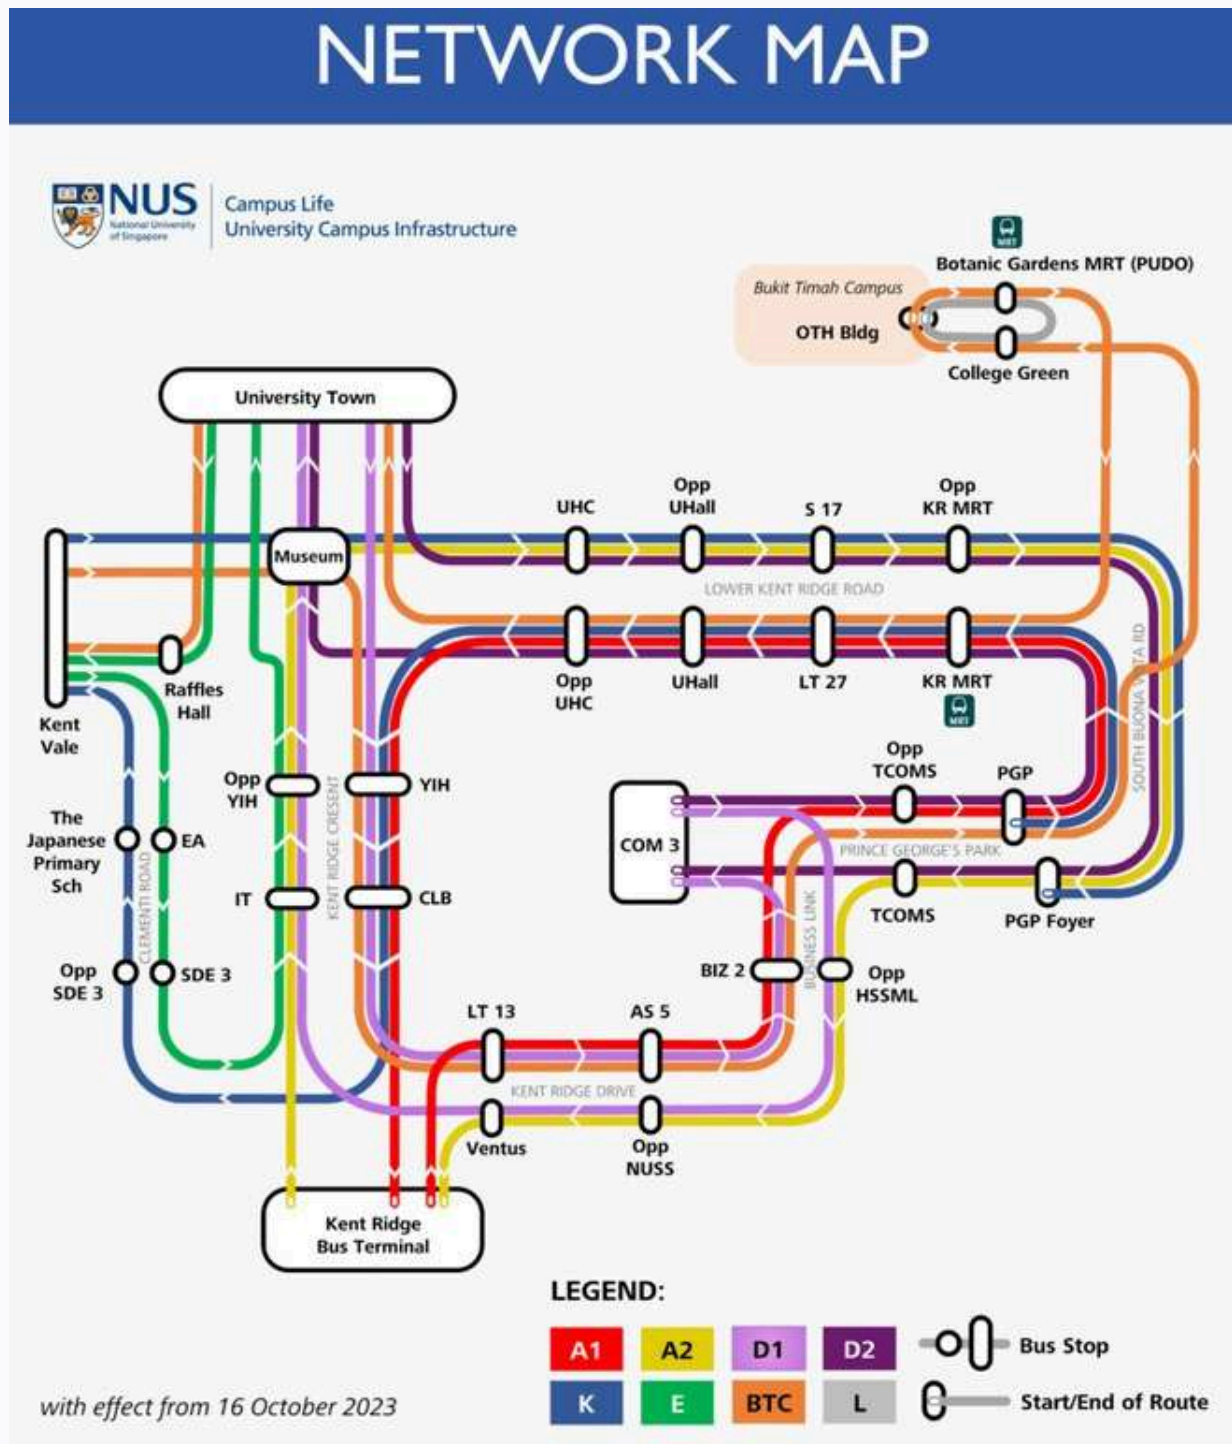 NETWORK MAP
NUS
National University
of Singapore
Campus Life
University Campus Infrastructure
MRT
Botanic Gardens MRT (PUDO)
Bukit Timah Campus
OTH Bldg
College Green
University Town
UHC
Opp
UHall
S 17
Opp
KR MRT
Museum
LOWER KENT RIDGE ROAD
Raffles
Hall
Opp
UHC
UHall
LT 27
KR MRT
MRT
SOUTH BUONA VISTA RD
Kent
Vale
Opp
YIH
YIH
KENT RIDGE CRESENT
Opp
TCOMS
PGP
The
Japanese
Primary
Sch
EA
CLEMENTI ROAD
COM 3
PRINCE GEORGE'S PARK
IT
CLB
TCOMS
PGP Foyer
BUSINESS LINK
Opp
SDE 3
SDE 3
BIZ 2
Opp
HSSML
LT 13
AS 5
KENT RIDGE DRIVE
Ventus
Opp
NUSS
Kent Ridge
Bus Terminal
LEGEND:
A1
A2
D1
D2
Bus Stop
K
E
BTC
L
Start/End of Route
with effect from 16 October 2023